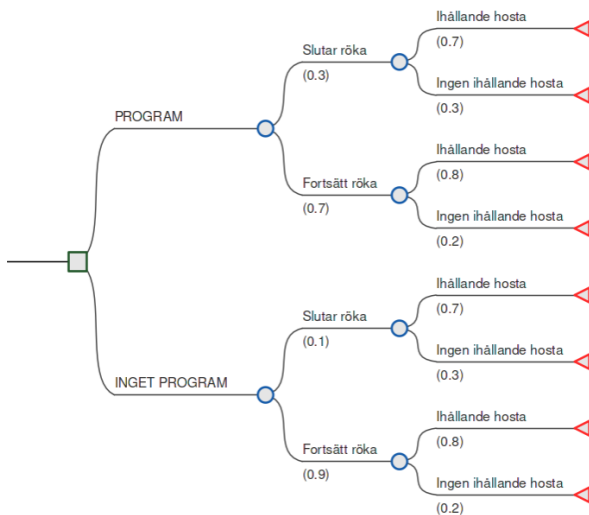 Ihållande hosta
(0.7)
Slutar röka
(0.3)
Ingen ihållande hosta
(0.3)
PROGRAM
Ihållande hosta
(0.8)
Fortsätt röka
(0.7)
Ingen ihållande hosta
(0.2)
Ihållande hosta
(0.7)
Slutar röka
(0.1)
Ingen ihållande hosta
(0.3)
INGET PROGRAM
Ihållande hosta
(0.8)
Fortsätt röka
(0.9)
Ingen ihållande hosta
(0.2)